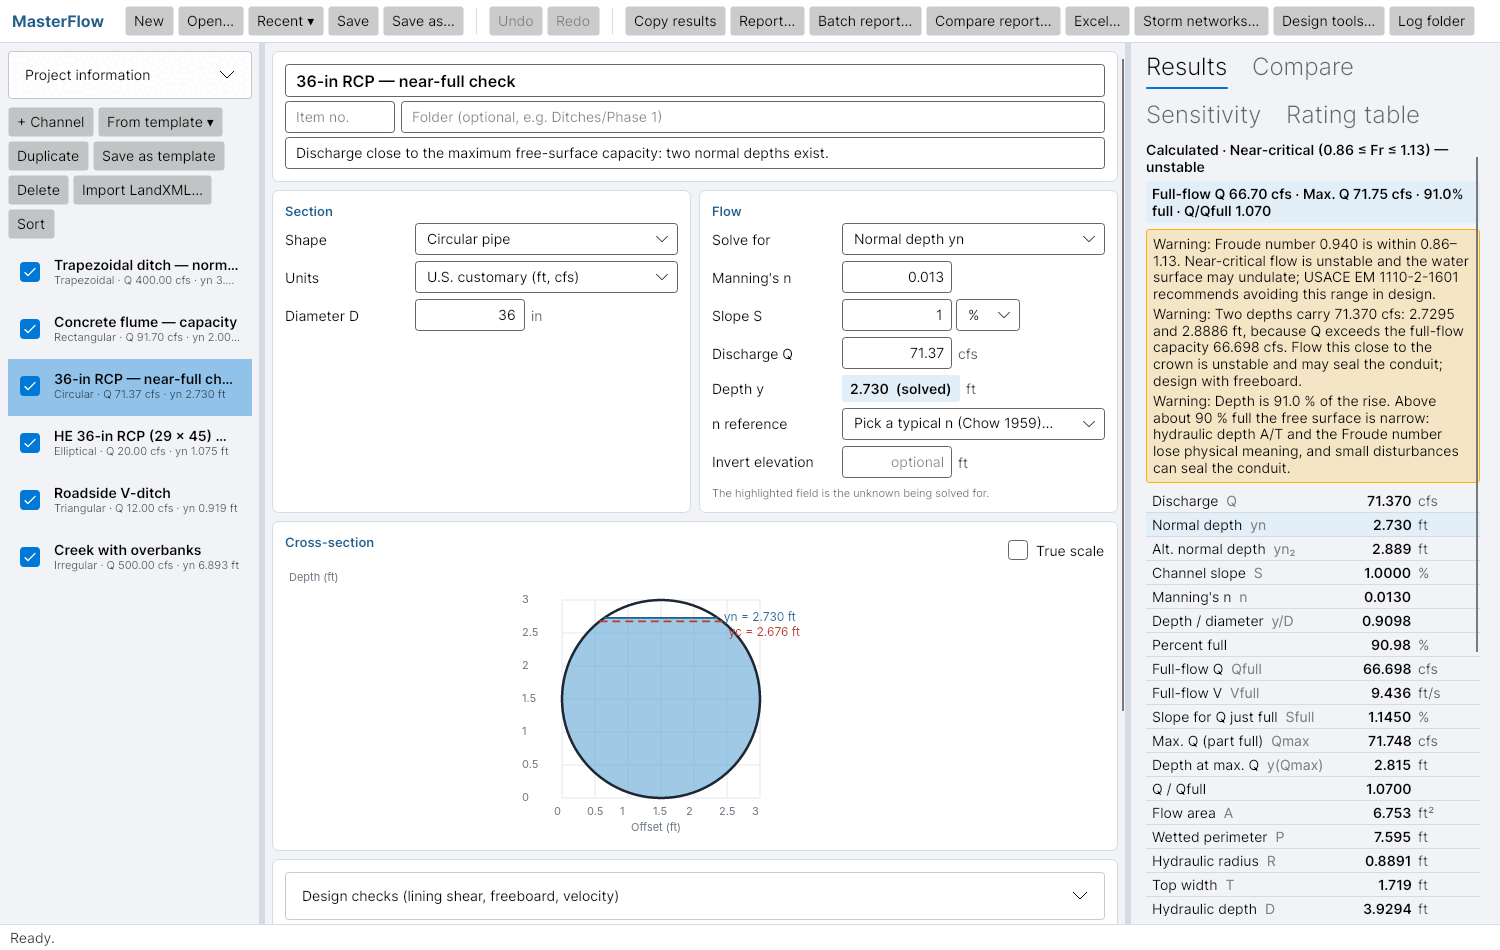 MasterFlow
New
Open...
Recent ▾
Save
Save as...
Undo
Redo
Copy results
Report...
Batch report...
Compare report...
Excel...
Storm networks...
Design tools...
Log folder
Project information
+ Channel
From template ▾
Duplicate
Save as template
Delete
Import LandXML...
Sort
Trapezoidal ditch — norm...
Trapezoidal · Q 400.00 cfs · yn 3....
Concrete flume — capacity
Rectangular · Q 91.70 cfs · yn 2.00...
36-in RCP — near-full ch...
Circular · Q 71.37 cfs · yn 2.730 ft
HE 36-in RCP (29 × 45) ...
Elliptical · Q 20.00 cfs · yn 1.075 ft
Roadside V-ditch
Triangular · Q 12.00 cfs · yn 0.919 ft
Creek with overbanks
Irregular · Q 500.00 cfs · yn 6.893 ft
36-in RCP — near-full check
Item no.
Folder (optional, e.g. Ditches/Phase 1)
Discharge close to the maximum free-surface capacity: two normal depths exist.
Section
Shape
Circular pipe
Units
U.S. customary (ft, cfs)
Diameter D
36 in
Flow
Solve for
Normal depth yn
Manning's n
0.013
Slope S
1 %
Discharge Q
71.37 cfs
Depth y
2.730 (solved) ft
n reference
Pick a typical n (Chow 1959)...
Invert elevation
optional ft
The highlighted field is the unknown being solved for.
Cross-section
True scale
Depth (ft)
3
2.5
2
1.5
1
0.5
0
yn = 2.730 ft
yc = 2.676 ft
0 0.5 1 1.5 2 2.5 3
Offset (ft)
Design checks (lining shear, freeboard, velocity)
Results
Compare
Sensitivity
Rating table
Calculated · Near-critical (0.86 ≤ Fr ≤ 1.13) —
unstable
Full-flow Q 66.70 cfs · Max. Q 71.75 cfs · 91.0%
full · Q/Qfull 1.070
Warning: Froude number 0.940 is within 0.86–
1.13. Near-critical flow is unstable and the water
surface may undulate; USACE EM 1110-2-1601
recommends avoiding this range in design.
Warning: Two depths carry 71.370 cfs: 2.7295
and 2.8886 ft, because Q exceeds the full-flow
capacity 66.698 cfs. Flow this close to the
crown is unstable and may seal the conduit;
design with freeboard.
Warning: Depth is 91.0 % of the rise. Above
about 90 % full the free surface is narrow:
hydraulic depth A/T and the Froude number
lose physical meaning, and small disturbances
can seal the conduit.
Discharge Q 71.370 cfs
Normal depth yn 2.730 ft
Alt. normal depth yn₂ 2.889 ft
Channel slope S 1.0000 %
Manning's n n 0.0130
Depth / diameter y/D 0.9098
Percent full 90.98 %
Full-flow Q Qfull 66.698 cfs
Full-flow V Vfull 9.436 ft/s
Slope for Q just full Sfull 1.1450 %
Max. Q (part full) Qmax 71.748 cfs
Depth at max. Q y(Qmax) 2.815 ft
Q / Qfull 1.0700
Flow area A 6.753 ft²
Wetted perimeter P 7.595 ft
Hydraulic radius R 0.8891 ft
Top width T 1.719 ft
Hydraulic depth D 3.9294 ft
Ready.